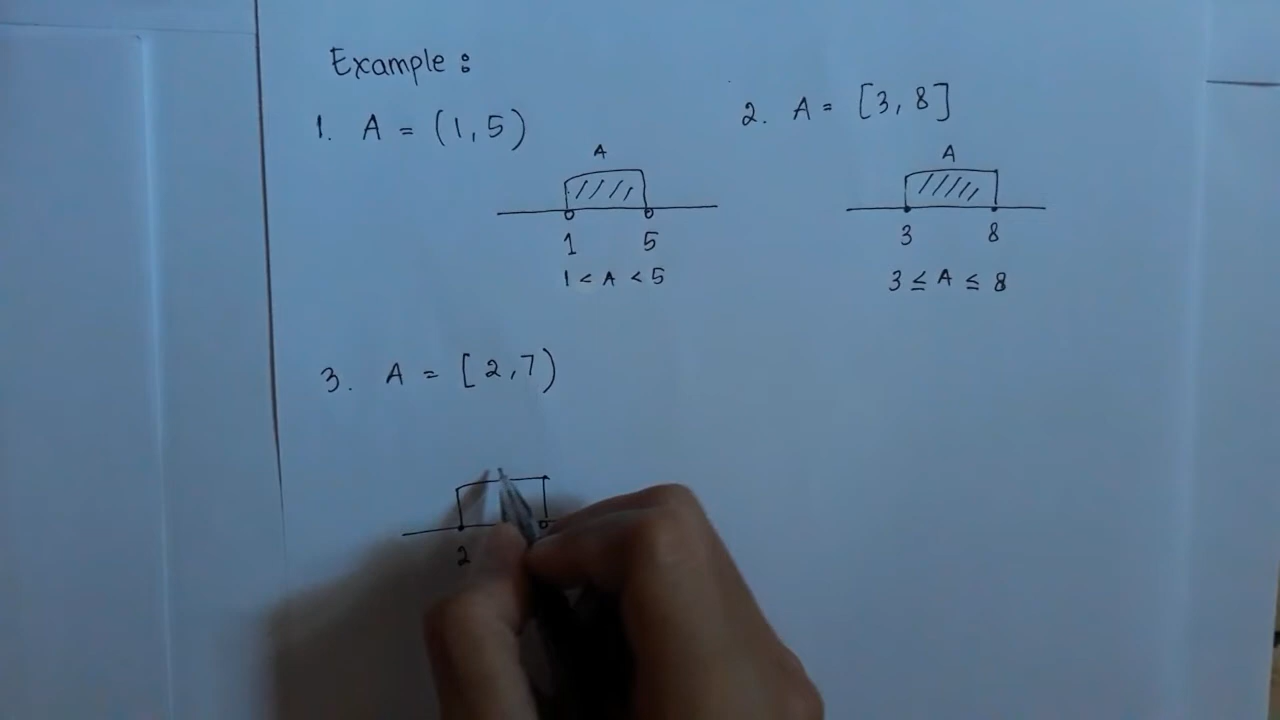 Example :
1. A = (1, 5)
A
1 5
1 < A < 5
2. A = [3, 8]
A
3 8
3 ≤ A ≤ 8
3. A = [2, 7)
2